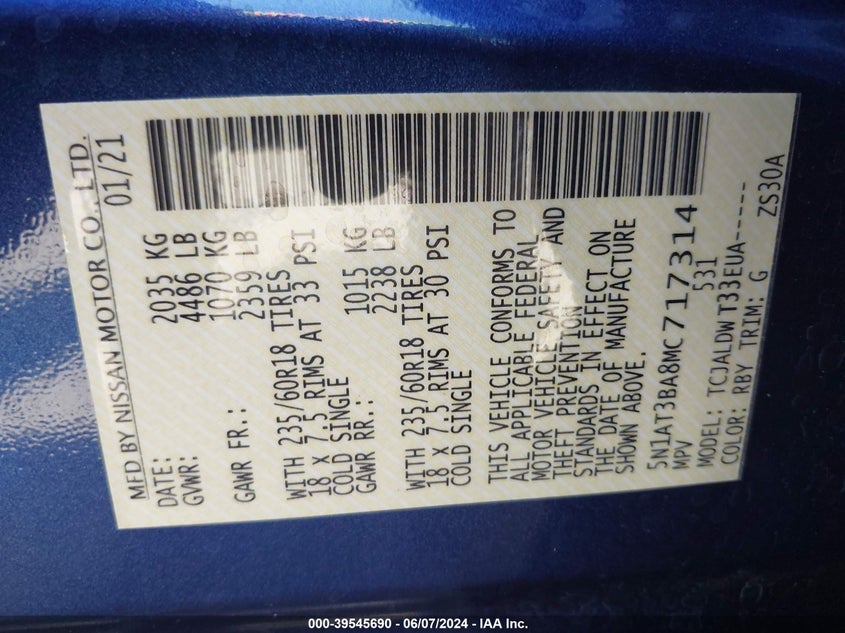 MFD BY NISSAN MOTOR CO., LTD.
DATE: 01/21
GVWR: 2035 KG
4486 LB
GAWR FR.: 1070 KG
2359 LB
WITH 235/60R18 TIRES
18 X 7.5 RIMS AT 33 PSI
COLD SINGLE
GAWR RR.: 1015 KG
2238 LB
WITH 235/60R18 TIRES
18 X 7.5 RIMS AT 30 PSI
COLD SINGLE
THIS VEHICLE CONFORMS TO
ALL APPLICABLE FEDERAL
MOTOR VEHICLE SAFETY AND
THEFT PREVENTION
STANDARDS IN EFFECT ON
THE DATE OF MANUFACTURE
SHOWN ABOVE.
5N1AT3BA8MC717314
MPV 531
MODEL: TCJALDWT33EUA-----
COLOR: RBY TRIM: G ZS30A
000-39545690 - 06/07/2024 - IAA Inc.